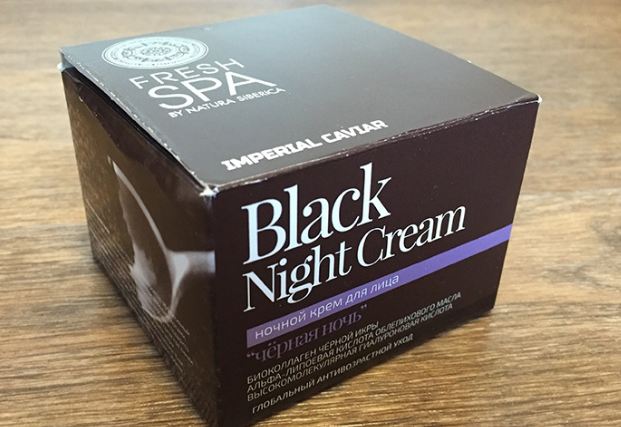 FRESH
SPA
BY NATURA SIBERICA
IMPERIAL CAVIAR
Black
Night Cream
ночной крем для лица
"чёрная ночь"
БИОКОЛЛАГЕН ЧЁРНОЙ ИКРЫ
АЛЬФА-ЛИПОЕВАЯ КИСЛОТА ОБЛЕПИХОВОГО МАСЛА
ВЫСОКОМОЛЕКУЛЯРНАЯ ГИАЛУРОНОВАЯ КИСЛОТА
ГЛОБАЛЬНЫЙ АНТИВОЗРАСТНОЙ УХОД